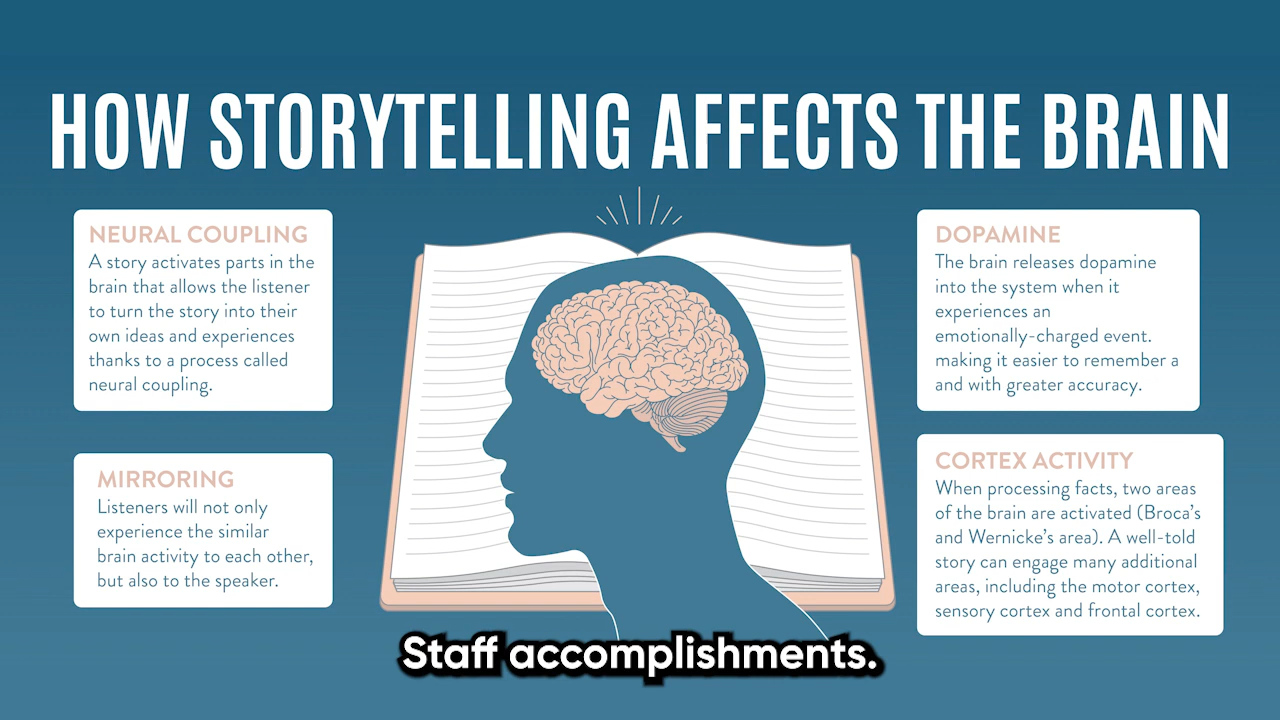 HOW STORYTELLING AFFECTS THE BRAIN
NEURAL COUPLING
A story activates parts in the
brain that allows the listener
to turn the story into their
own ideas and experiences
thanks to a process called
neural coupling.
MIRRORING
Listeners will not only
experience the similar
brain activity to each other,
but also to the speaker.
DOPAMINE
The brain releases dopamine
into the system when it
experiences an
emotionally-charged event.
making it easier to remember a
and with greater accuracy.
CORTEX ACTIVITY
When processing facts, two areas
of the brain are activated (Broca's
and Wernicke's area). A well-told
story can engage many additional
areas, including the motor cortex,
sensory cortex and frontal cortex.
Staff accomplishments.